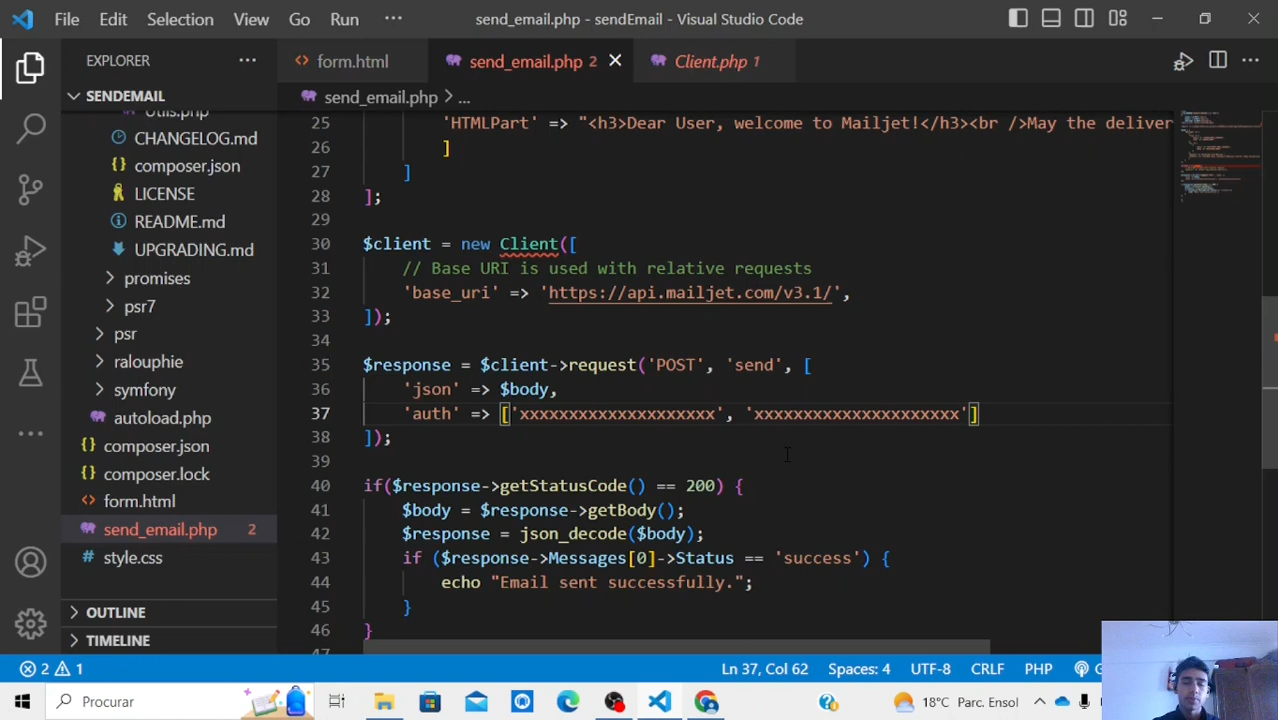 File Edit Selection View Go Run ··· send_email.php - sendEmail - Visual Studio Code
EXPLORER ···
form.html
send_email.php 2
Client.php 1
SENDEMAIL
send_email.php > ...
Utils.php
CHANGELOG.md
composer.json
LICENSE
README.md
UPGRADING.md
promises
psr7
psr
ralouphie
symfony
autoload.php
composer.json
composer.lock
form.html
send_email.php 2
style.css
OUTLINE
TIMELINE
25 'HTMLPart' => "<h3>Dear User, welcome to Mailjet!</h3><br />May the deliver
26 ]
27 ]
28 ];
29
30 $client = new Client([
31 // Base URI is used with relative requests
32 'base_uri' => 'https://api.mailjet.com/v3.1/',
33 ]);
34
35 $response = $client->request('POST', 'send', [
36 'json' => $body,
37 'auth' => ['xxxxxxxxxxxxxxxxxxxx', 'xxxxxxxxxxxxxxxxxxxxx']
38 ]);
39
40 if($response->getStatusCode() == 200) {
41 $body = $response->getBody();
42 $response = json_decode($body);
43 if ($response->Messages[0]->Status == 'success') {
44 echo "Email sent successfully.";
45 }
46 }
47
2 1 Ln 37, Col 62 Spaces: 4 UTF-8 CRLF PHP
Procurar 18°C Parc. Ensol